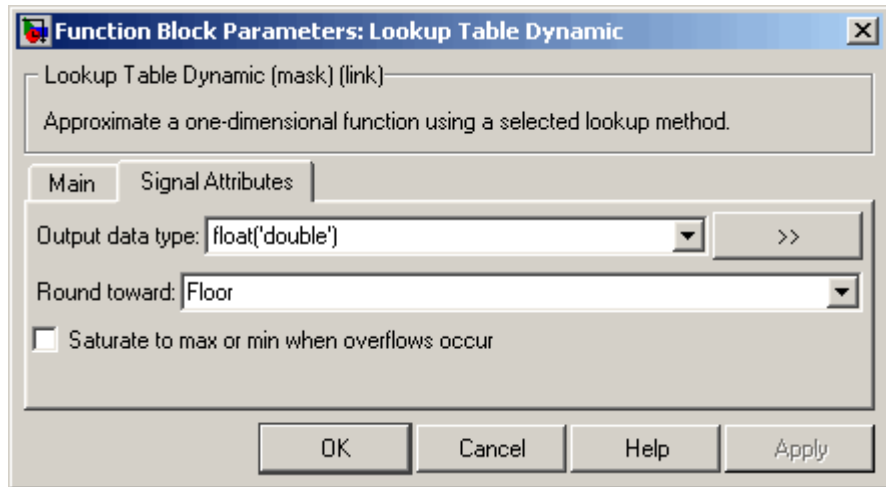 Function Block Parameters: Lookup Table Dynamic
Lookup Table Dynamic (mask) (link)
Approximate a one-dimensional function using a selected lookup method.
Main Signal Attributes
Output data type: float('double') >>
Round toward: Floor
Saturate to max or min when overflows occur
OK Cancel Help Apply